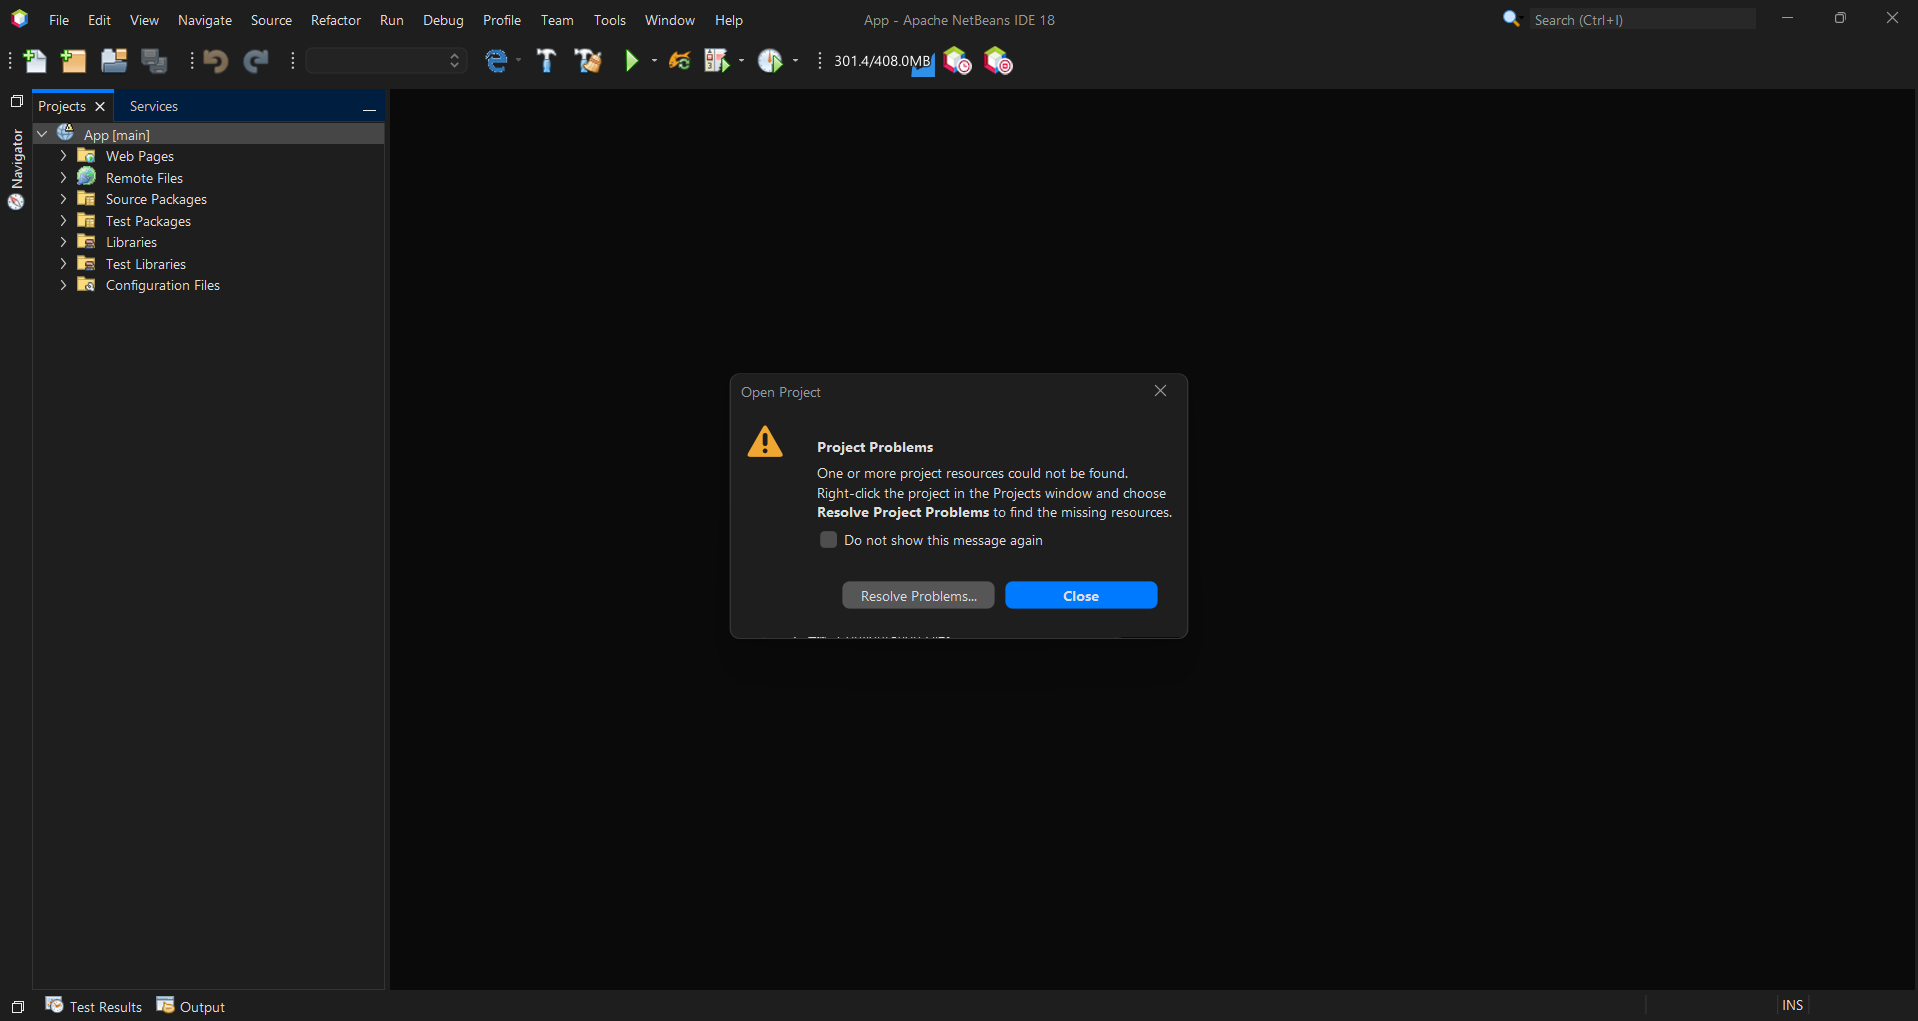 File Edit View Navigate Source Refactor Run Debug Profile Team Tools Window Help
App - Apache NetBeans IDE 18
Search (Ctrl+I)
301.4/408.0MB
Projects
Services
Navigator
App [main]
Web Pages
Remote Files
Source Packages
Test Packages
Libraries
Test Libraries
Configuration Files
Open Project
Project Problems
One or more project resources could not be found.
Right-click the project in the Projects window and choose
Resolve Project Problems to find the missing resources.
Do not show this message again
Resolve Problems...
Close
Test Results
Output
INS